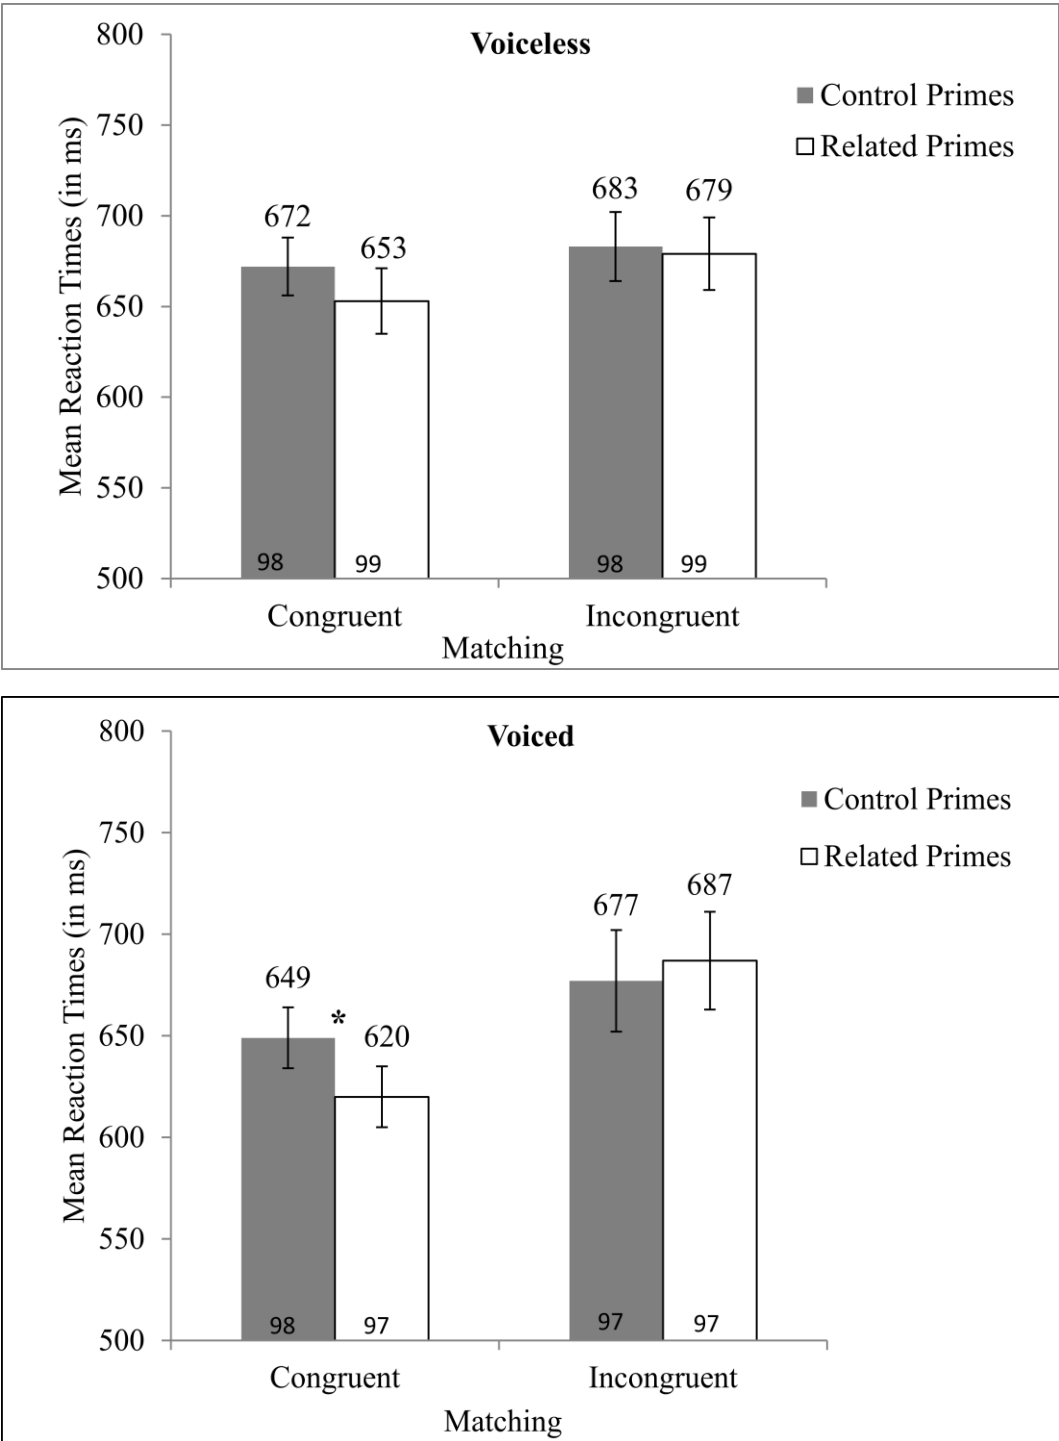 Voiceless
800
750
700
650
600
550
500
Mean Reaction Times (in ms)
Control Primes
Related Primes
672
653
683
679
98
99
98
99
Congruent
Incongruent
Matching
Voiced
800
750
700
650
600
550
500
Mean Reaction Times (in ms)
Control Primes
Related Primes
649
*
620
677
687
98
97
97
97
Congruent
Incongruent
Matching